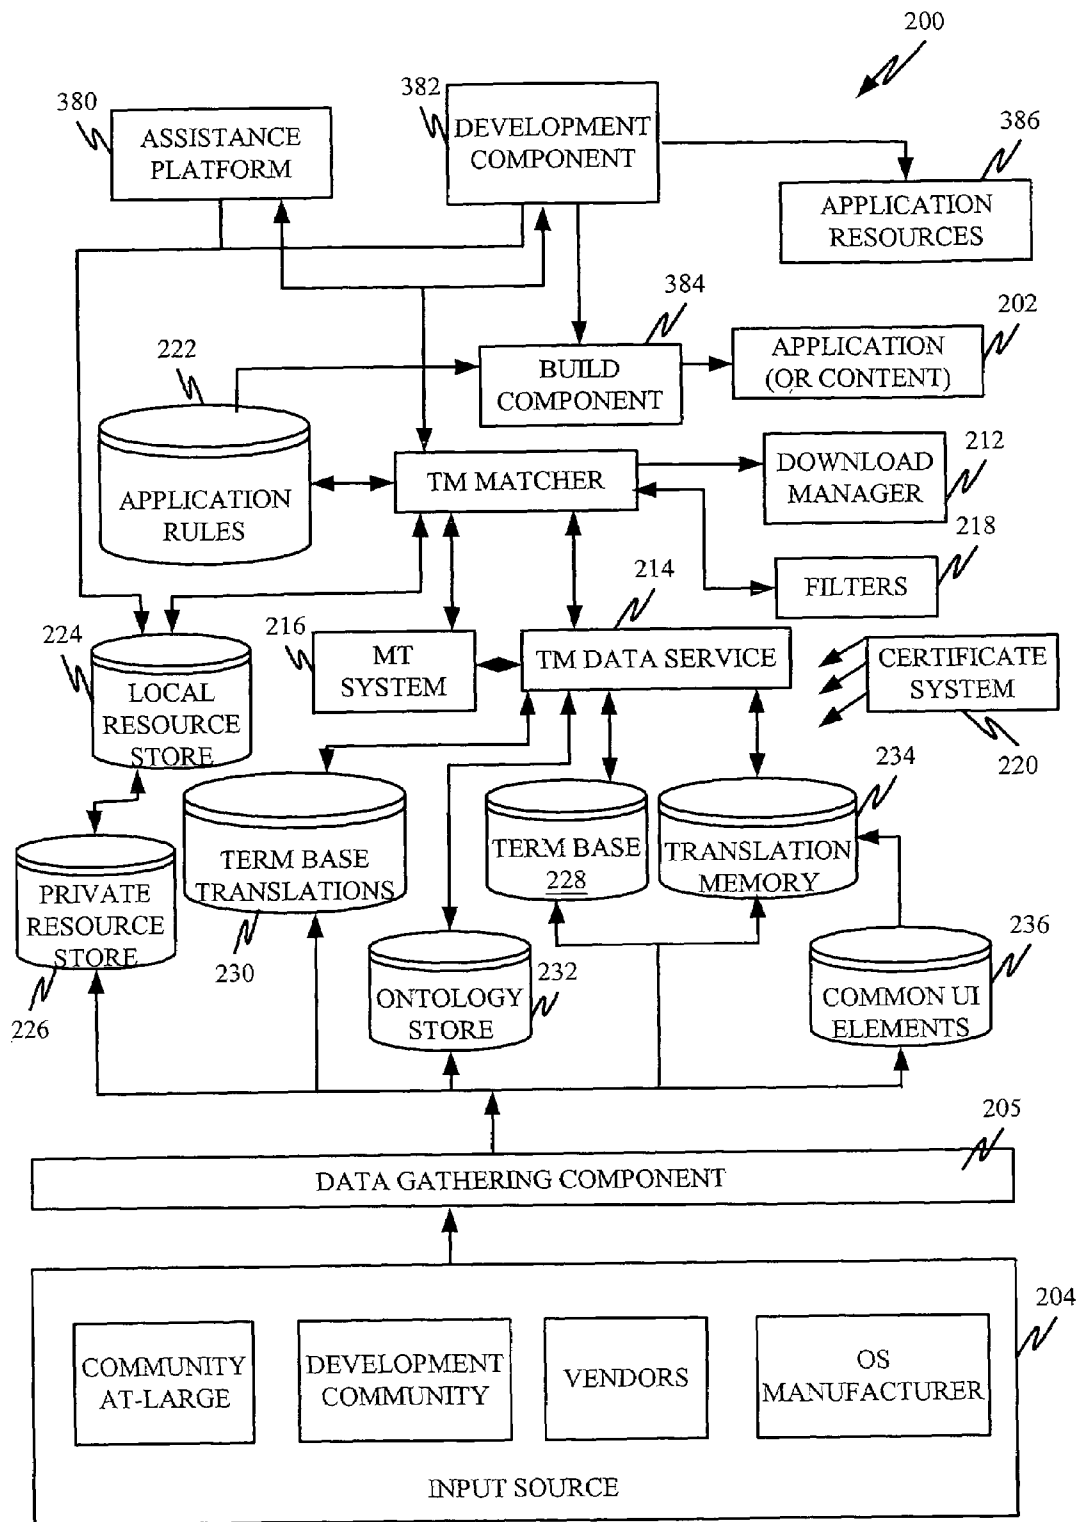 200
380
ASSISTANCE
PLATFORM
382
DEVELOPMENT
COMPONENT
386
APPLICATION
RESOURCES
384
BUILD
COMPONENT
202
APPLICATION
(OR CONTENT)
222
APPLICATION
RULES
TM MATCHER
212
DOWNLOAD
MANAGER
218
FILTERS
224
LOCAL
RESOURCE
STORE
216
MT
SYSTEM
214
TM DATA SERVICE
CERTIFICATE
SYSTEM
220
234
TERM BASE
TRANSLATIONS
230
TERM BASE
228
TRANSLATION
MEMORY
PRIVATE
RESOURCE
STORE
226
232
ONTOLOGY
STORE
236
COMMON UI
ELEMENTS
205
DATA GATHERING COMPONENT
204
COMMUNITY
AT-LARGE
DEVELOPMENT
COMMUNITY
VENDORS
OS
MANUFACTURER
INPUT SOURCE